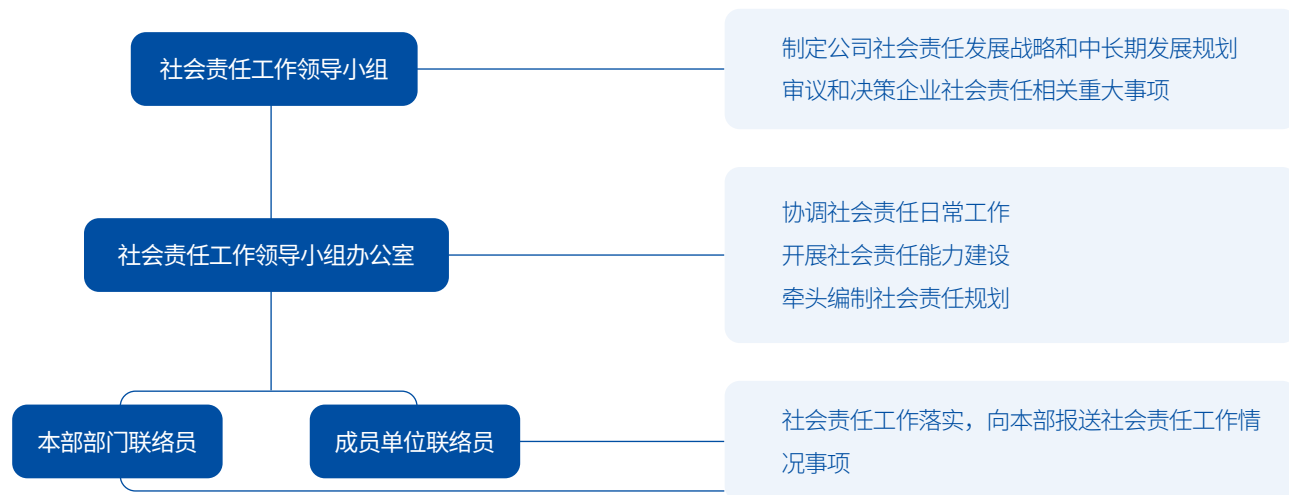 社会责任工作领导小组
制定公司社会责任发展战略和中长期发展规划
审议和决策企业社会责任相关重大事项
社会责任工作领导小组办公室
协调社会责任日常工作
开展社会责任能力建设
牵头编制社会责任规划
本部部门联络员
成员单位联络员
社会责任工作落实，向本部报送社会责任工作情
况事项